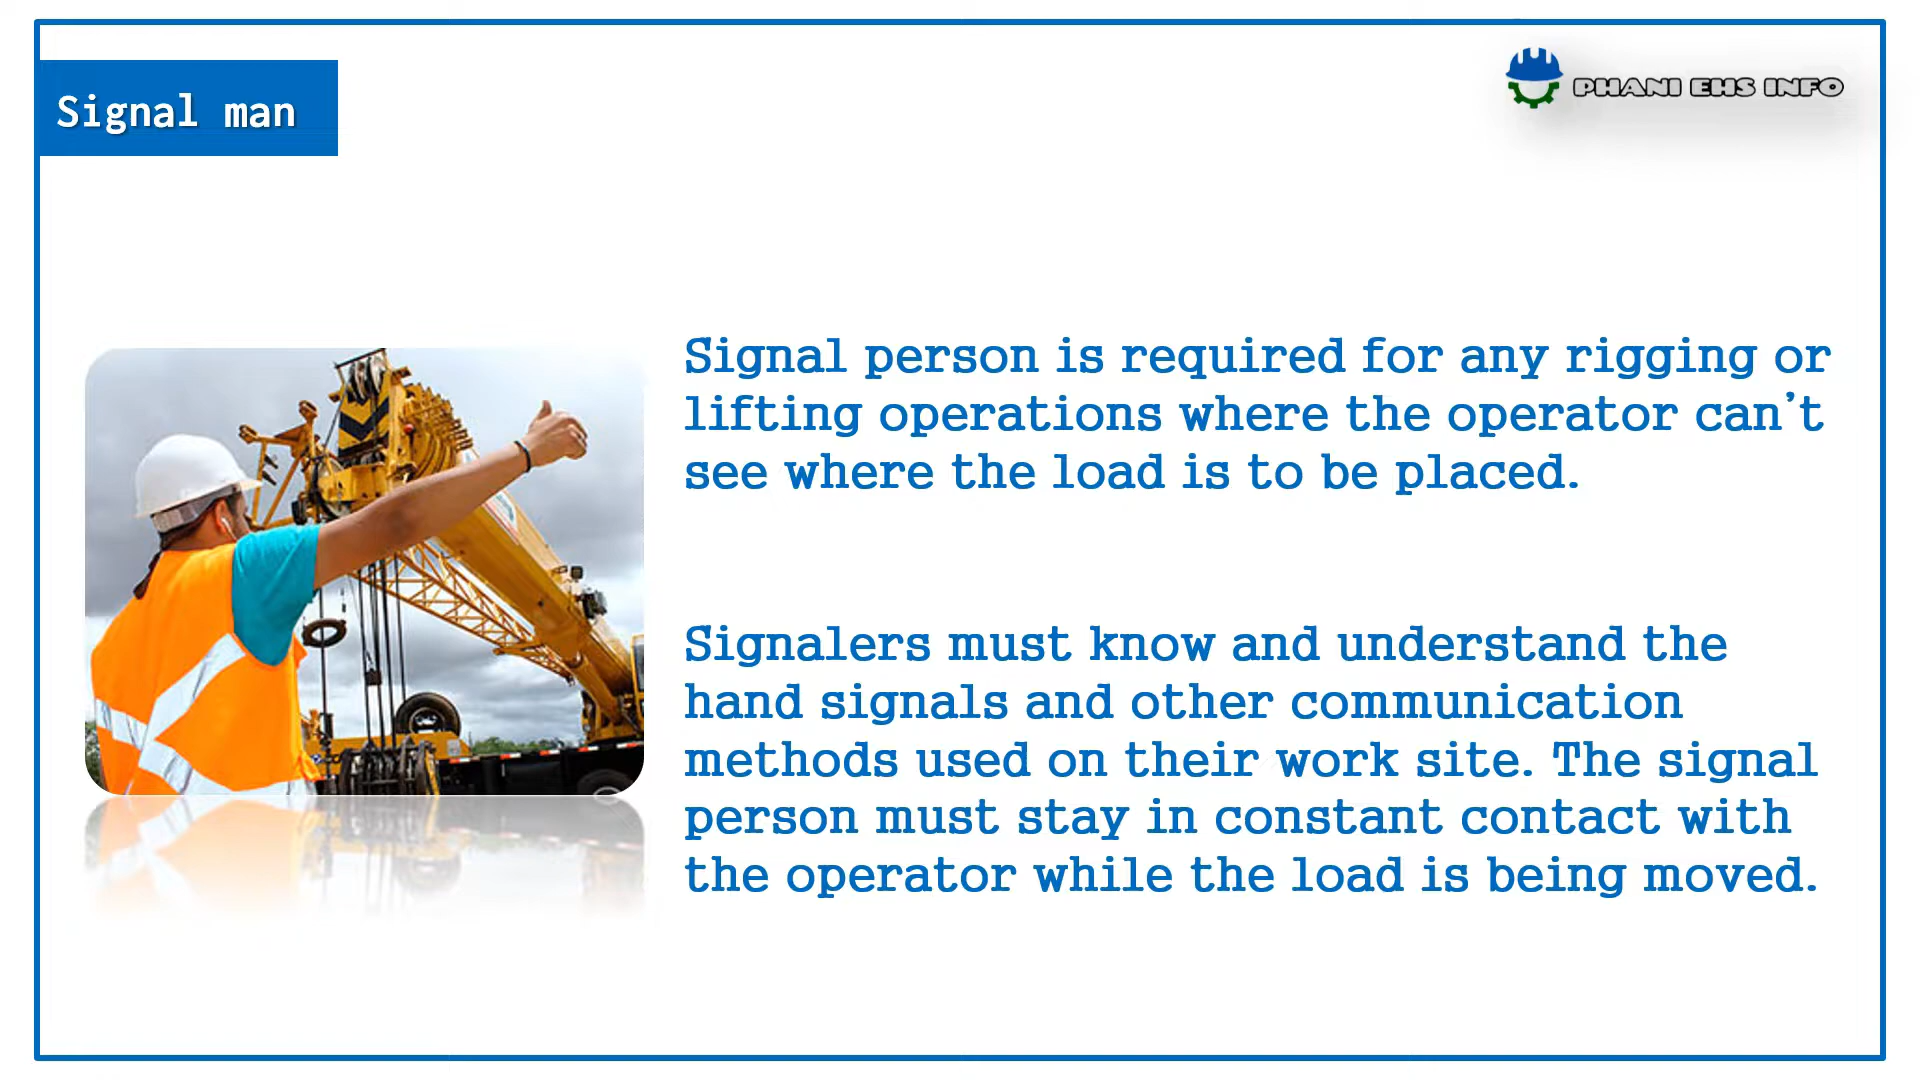 Signal man
PHANI EHS INFO
Signal person is required for any rigging or
lifting operations where the operator can't
see where the load is to be placed.
Signalers must know and understand the
hand signals and other communication
methods used on their work site. The signal
person must stay in constant contact with
the operator while the load is being moved.